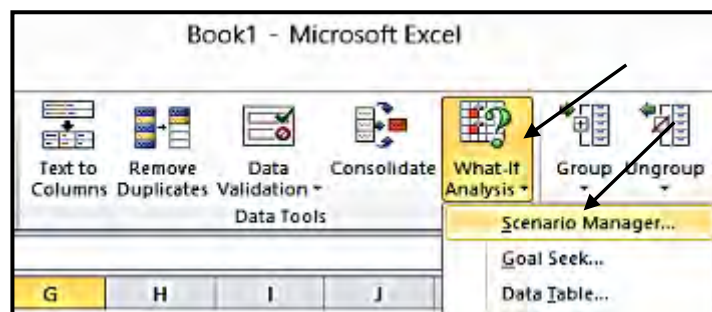 Book1 - Microsoft Excel
Text to Columns
Remove Duplicates
Data Validation
Consolidate
What-If Analysis
Group
Ungroup
Data Tools
Scenario Manager...
Goal Seek...
Data Table...
G H I J